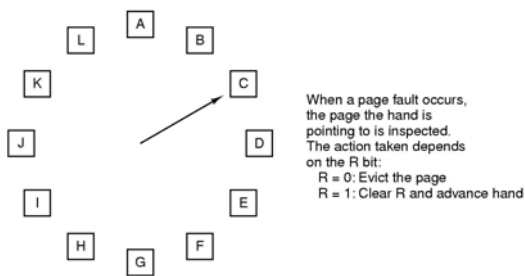 A
L
B
K
C
J
D
I
E
H
F
G
When a page fault occurs,
the page the hand is
pointing to is inspected.
The action taken depends
on the R bit:
R = 0: Evict the page
R = 1: Clear R and advance hand